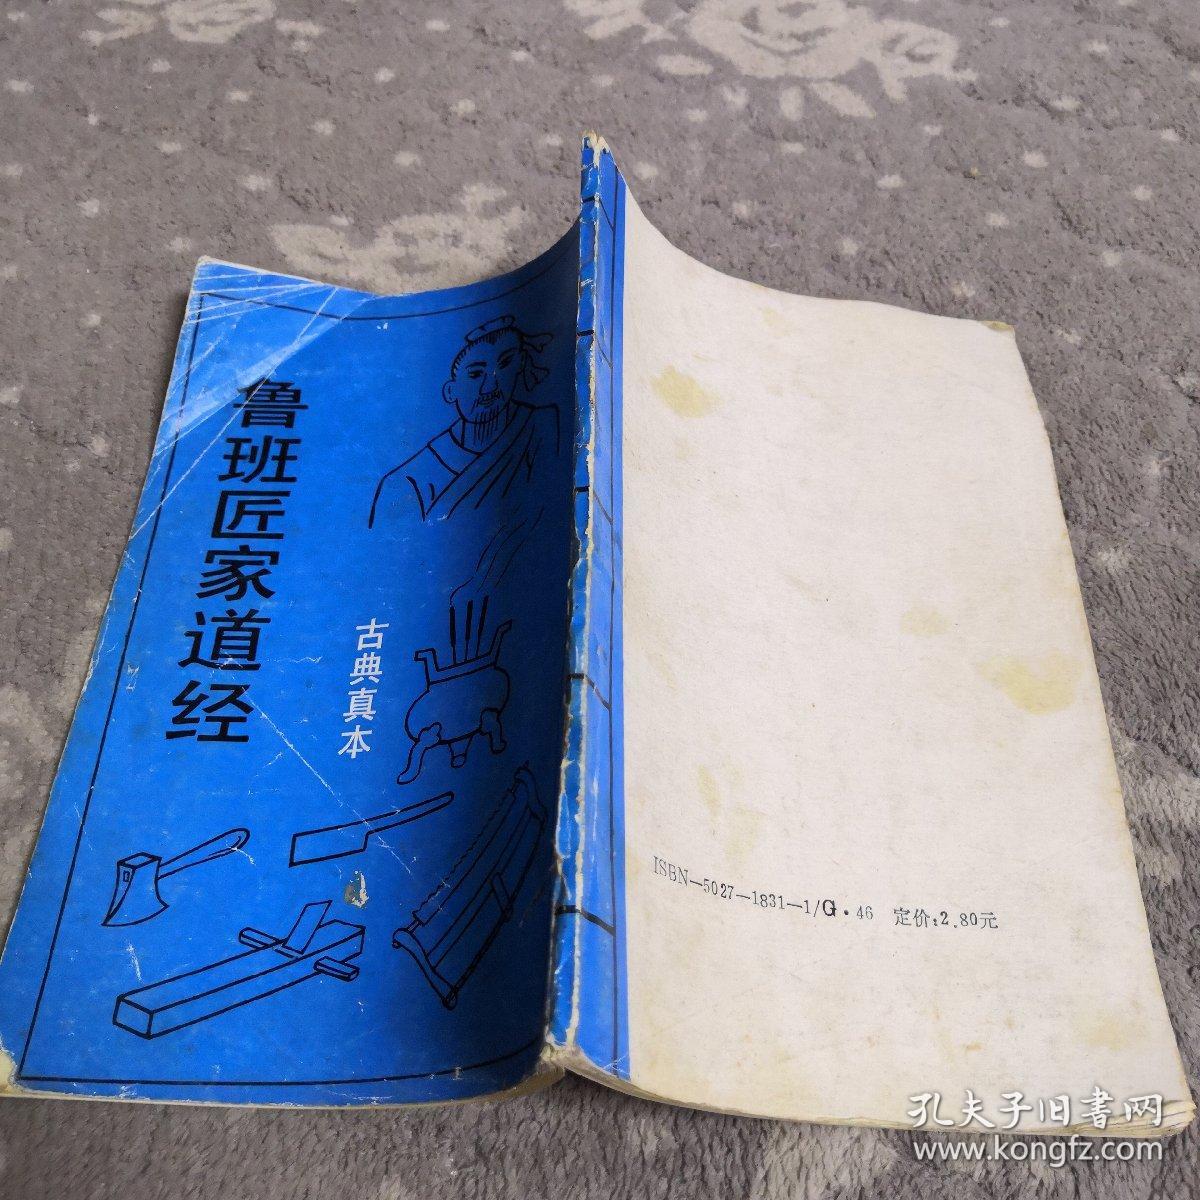 鲁班匠家道经
古典真本
ISBN—5027—1831—1/G·46 定价:2.80元
孔夫子旧書网
www.kongfz.com